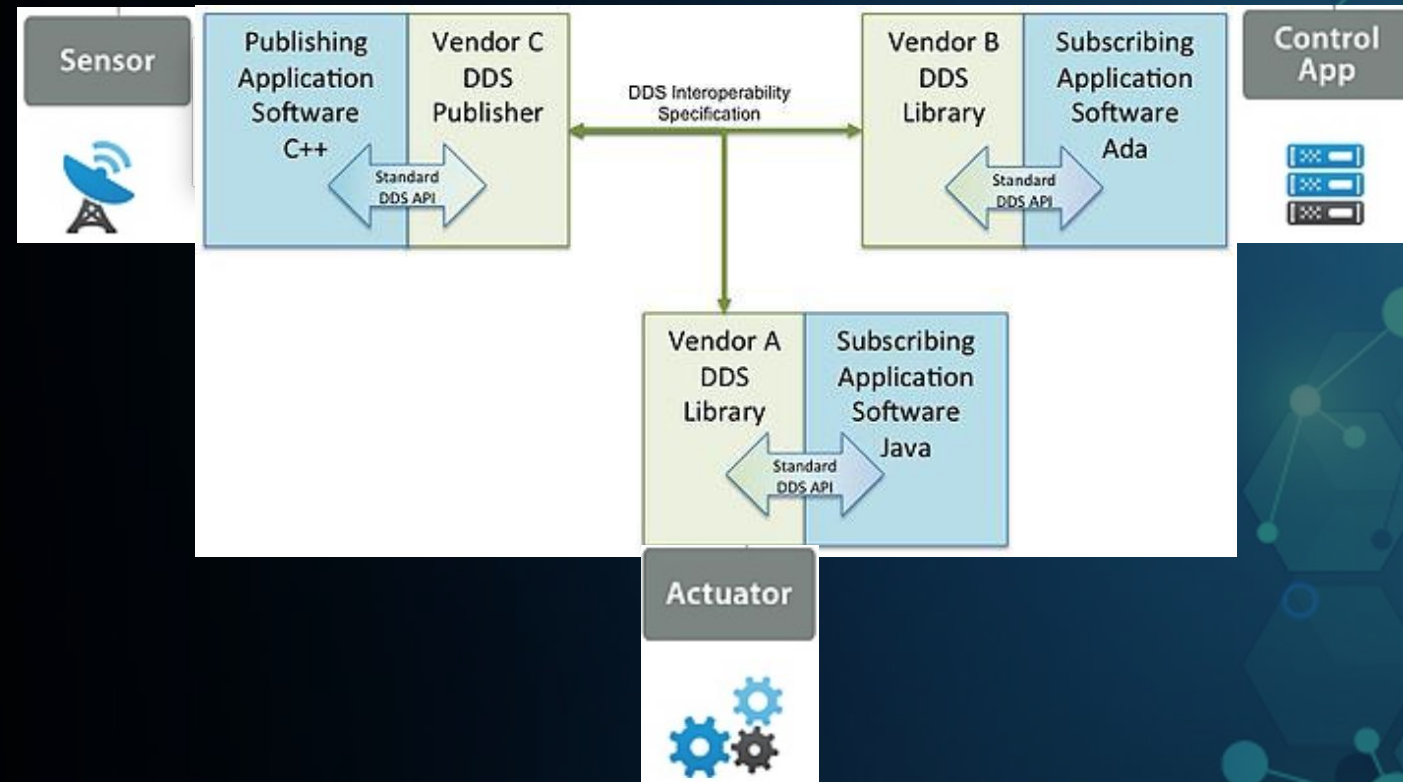 Sensor
Publishing
Application
Software
C++
Vendor C
DDS
Publisher
Standard
DDS API
DDS Interoperability
Specification
Vendor B
DDS
Library
Subscribing
Application
Software
Ada
Standard
DDS API
Control
App
Vendor A
DDS
Library
Subscribing
Application
Software
Java
Standard
DDS API
Actuator